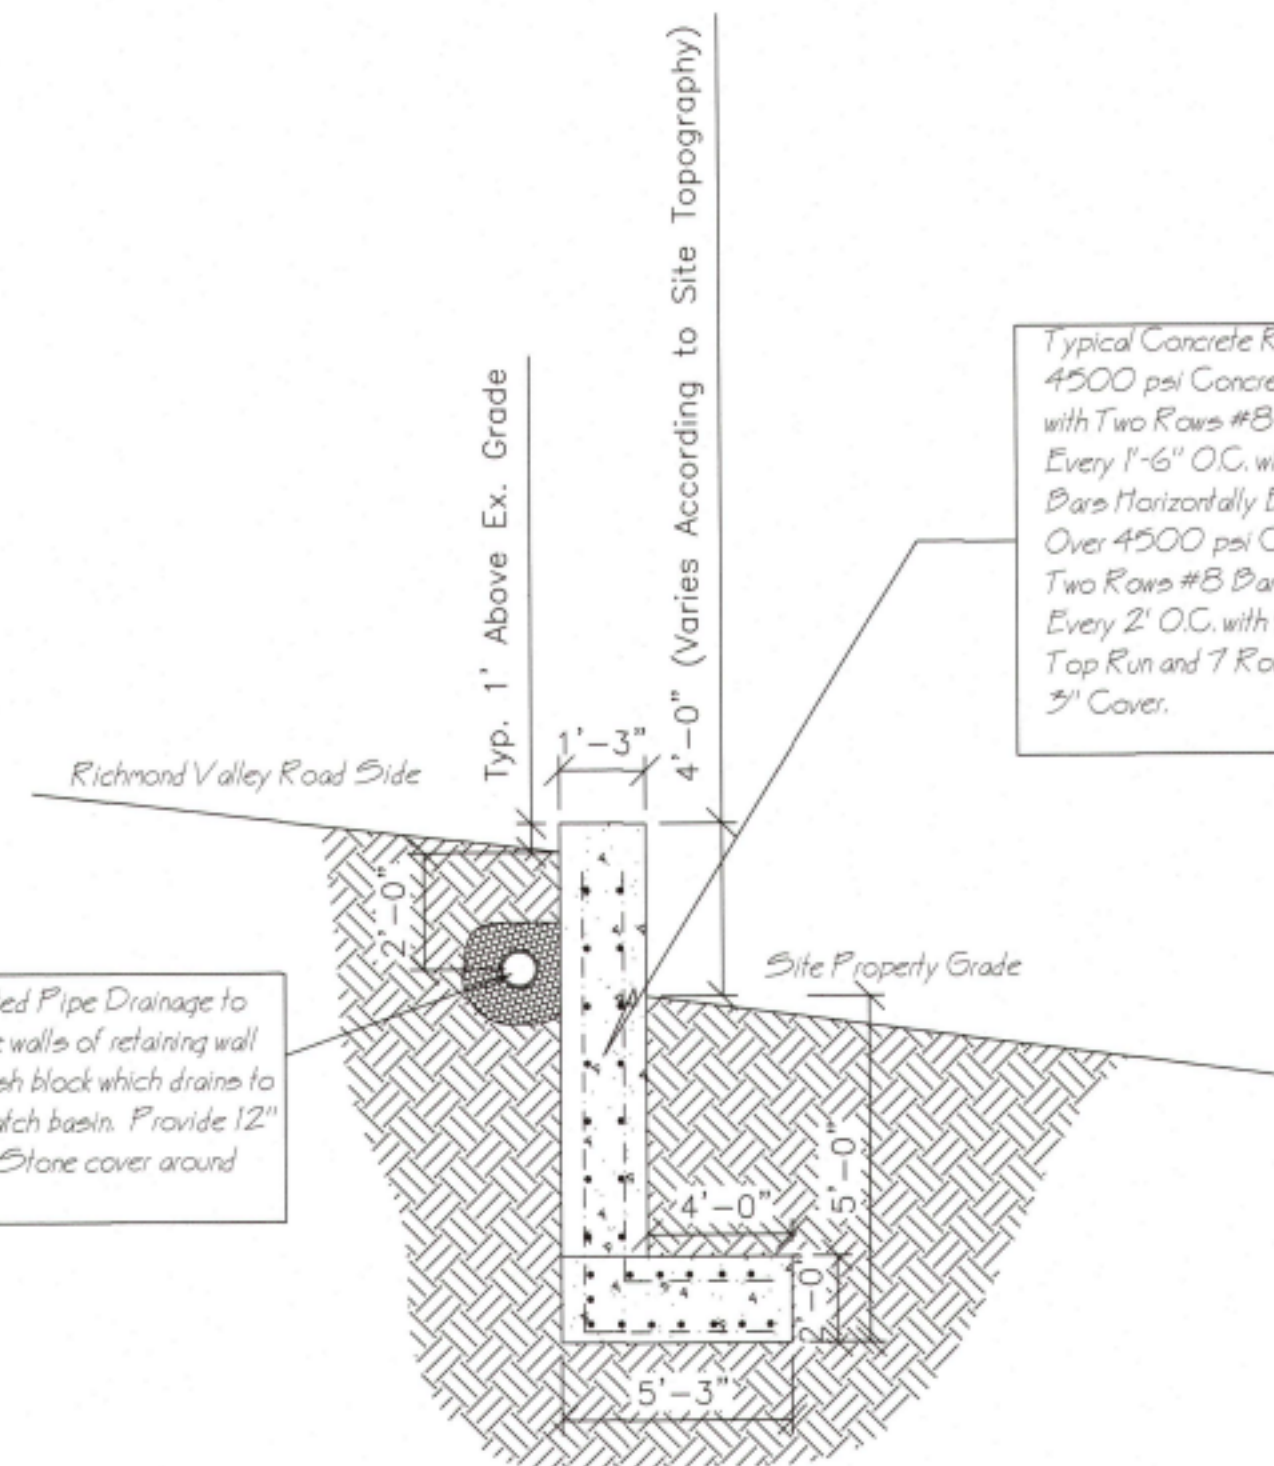 Typ. 1' Above Ex. Grade
4'-0" (Varies According to Site Topography)
1'-3"
Richmond Valley Road Side
2'-0"
Site Property Grade
5'-0"
4'-0"
2'-0"
5'-3"
Typical Concrete R
4500 psi Concre
with Two Rows #8
Every 1'-6" O.C. wi
Bars Horizontally E
Over 4500 psi C
Two Rows #8 Bar
Every 2' O.C. with
Top Run and 7 Ro
3" Cover.
ed Pipe Drainage to
e walls of retaining wall
sh block which drains to
atch basin. Provide 12"
Stone cover around